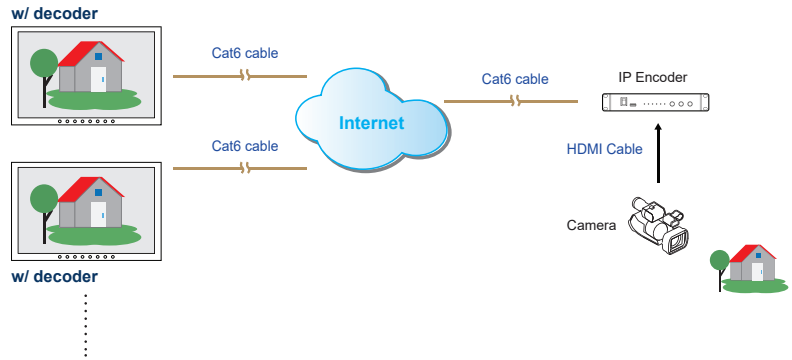 w/ decoder
Cat6 cable
Cat6 cable
IP Encoder
Internet
Cat6 cable
HDMI Cable
Camera
w/ decoder